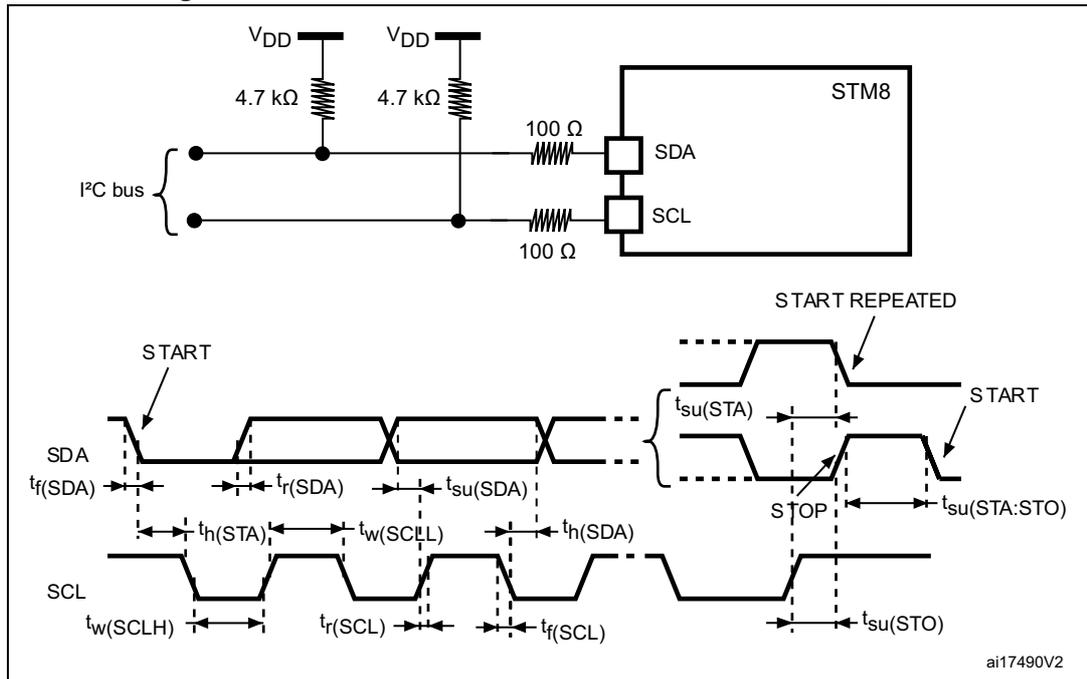 VDD VDD
4.7 kΩ 4.7 kΩ
STM8
100 Ω
SDA
I²C bus
SCL
100 Ω
START REPEATED
START
tsu(STA)
START
SDA
tf(SDA) tr(SDA) tsu(SDA)
STOP
tsu(STA:STO)
th(STA) tw(SCLL) th(SDA)
SCL
tw(SCLH) tr(SCL) tf(SCL) tsu(STO)
ai17490V2